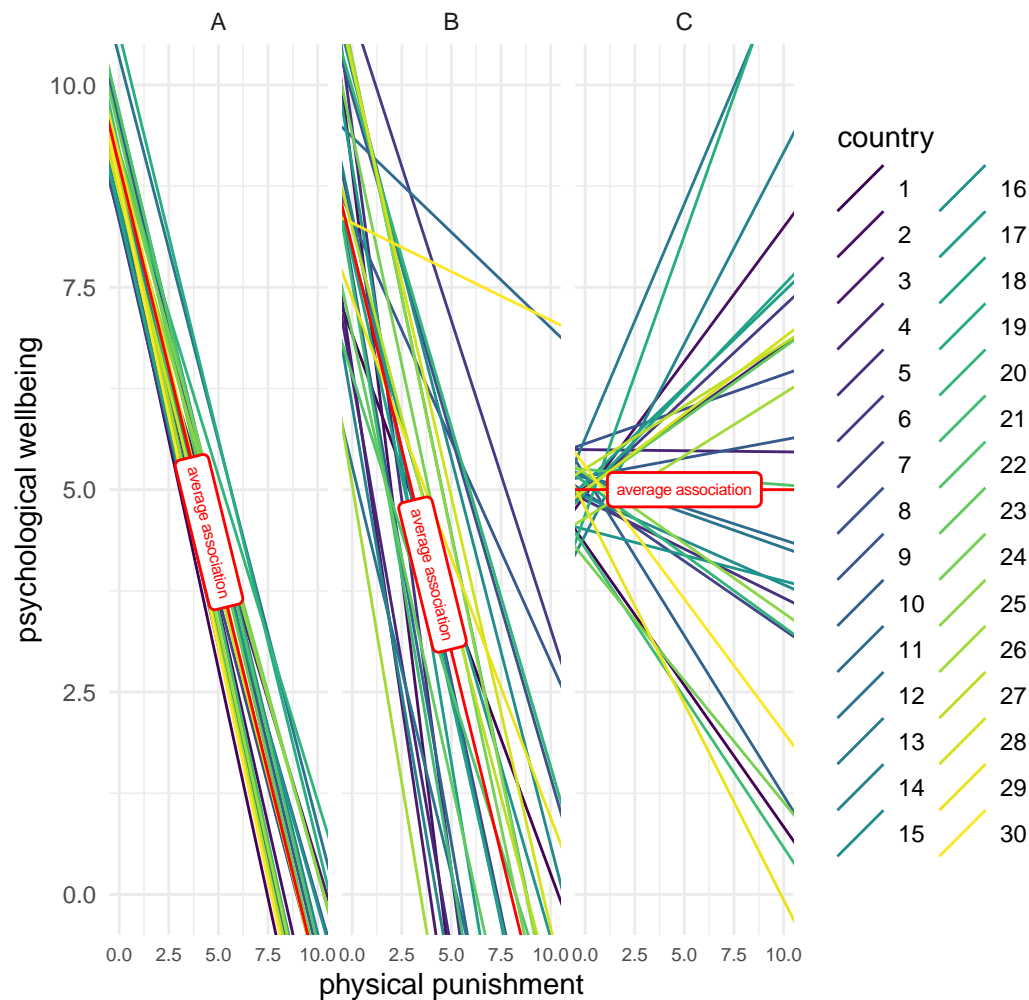 A B C
psychological wellbeing
10.0
7.5
5.0
2.5
0.0
average association
average association
average association
0.0 2.5 5.0 7.5 10.0 0.0 2.5 5.0 7.5 10.0 0.0 2.5 5.0 7.5 10.0
physical punishment
country
1 16
2 17
3 18
4 19
5 20
6 21
7 22
8 23
9 24
10 25
11 26
12 27
13 28
14 29
15 30